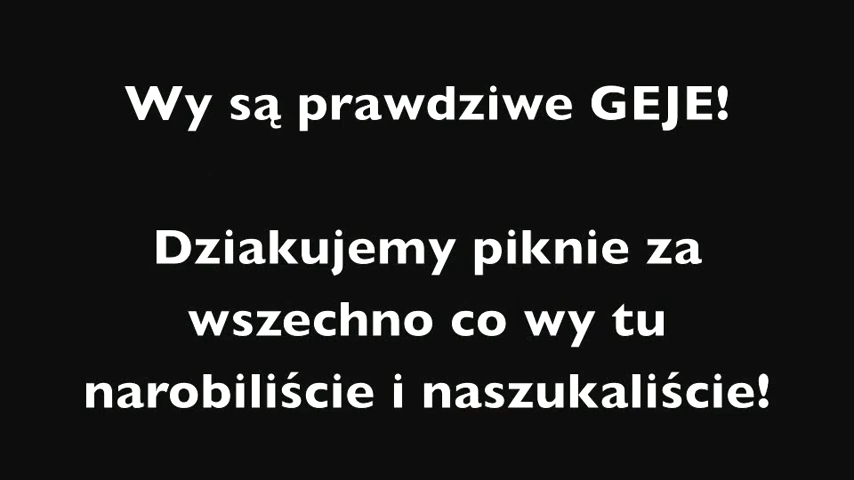 Wy są prawdziwe GEJE!
Dziakujemy piknie za
wszechno co wy tu
narobiliście i naszukaliście!